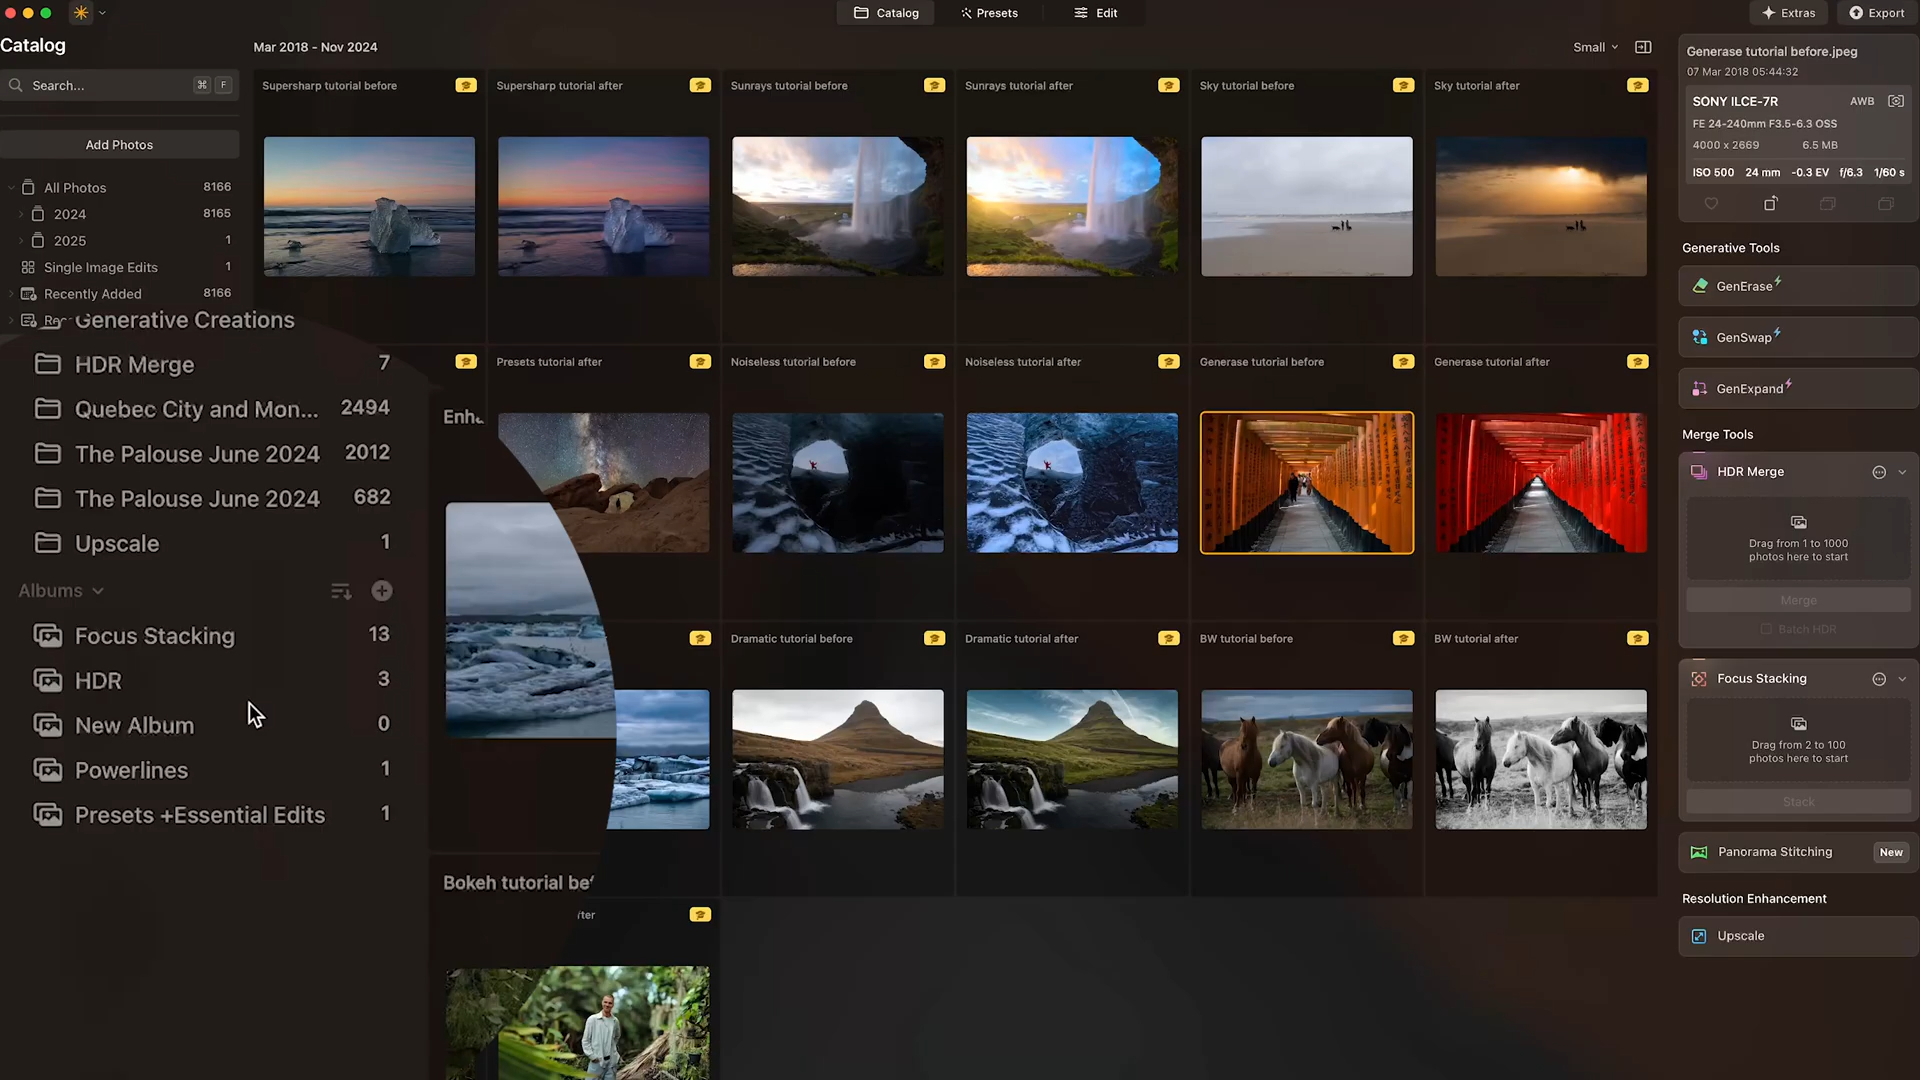 Catalog
Presets
Edit
Extras
Export
Catalog
Search...
⌘ F
Add Photos
All Photos 8166
2024 8165
2025 1
Single Image Edits 1
Recently Added 8166
Generative Creations
HDR Merge 7
Quebec City and Mon... 2494
The Palouse June 2024 2012
The Palouse June 2024 682
Upscale 1
Albums
Focus Stacking 13
HDR 3
New Album 0
Powerlines 1
Presets +Essential Edits 1
Mar 2018 - Nov 2024
Small
Supersharp tutorial before
Supersharp tutorial after
Sunrays tutorial before
Sunrays tutorial after
Sky tutorial before
Sky tutorial after
Presets tutorial after
Noiseless tutorial before
Noiseless tutorial after
Generase tutorial before
Generase tutorial after
Dramatic tutorial before
Dramatic tutorial after
BW tutorial before
BW tutorial after
Bokeh tutorial bef
Generase tutorial before.jpeg
07 Mar 2018 05:44:32
SONY ILCE-7R AWB
FE 24-240mm F3.5-6.3 OSS
4000 x 2669 6.5 MB
ISO 500 24 mm -0.3 EV f/6.3 1/60 s
Generative Tools
GenErase
GenSwap
GenExpand
Merge Tools
HDR Merge
Drag from 1 to 1000
photos here to start
Merge
Batch HDR
Focus Stacking
Drag from 2 to 100
photos here to start
Stack
Panorama Stitching New
Resolution Enhancement
Upscale